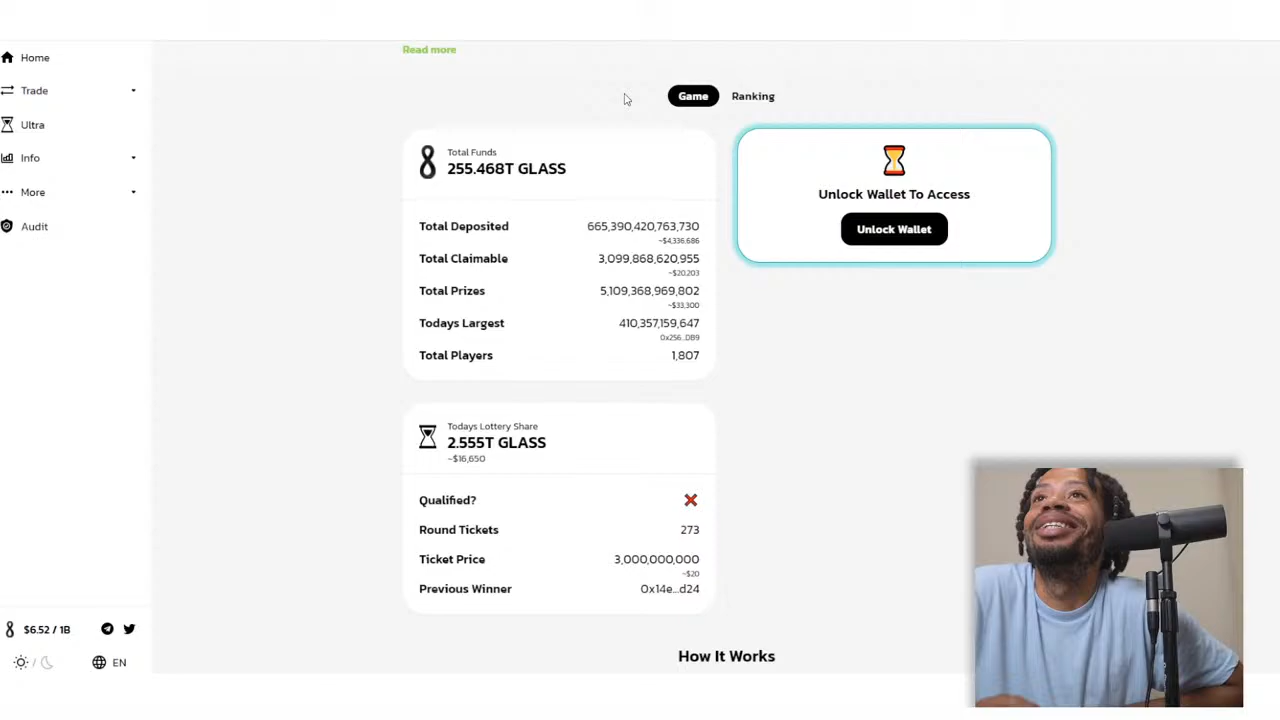 Read more
Home
Trade
Ultra
Info
More
Audit
Game
Ranking
Total Funds
255.468T GLASS
Total Deposited 665,390,420,763,730
~$4,336,686
Total Claimable 3,099,868,620,955
~$20,203
Total Prizes 5,109,368,969,802
~$33,300
Todays Largest 410,357,159,647
0x256...DB9
Total Players 1,807
Unlock Wallet To Access
Unlock Wallet
Todays Lottery Share
2.555T GLASS
~$16,650
Qualified?
Round Tickets 273
Ticket Price 3,000,000,000
~$20
Previous Winner 0x14e...d24
How It Works
$6.52 / 1B
/
EN